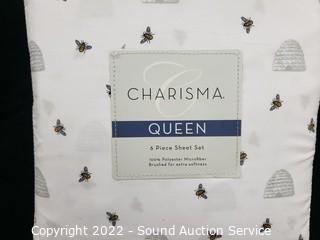 C
CHARISMA.
QUEEN
6 Piece Sheet Set
100% Polyester Microfiber
Brushed for extra softness
Copyright 2022 - Sound Auction Service